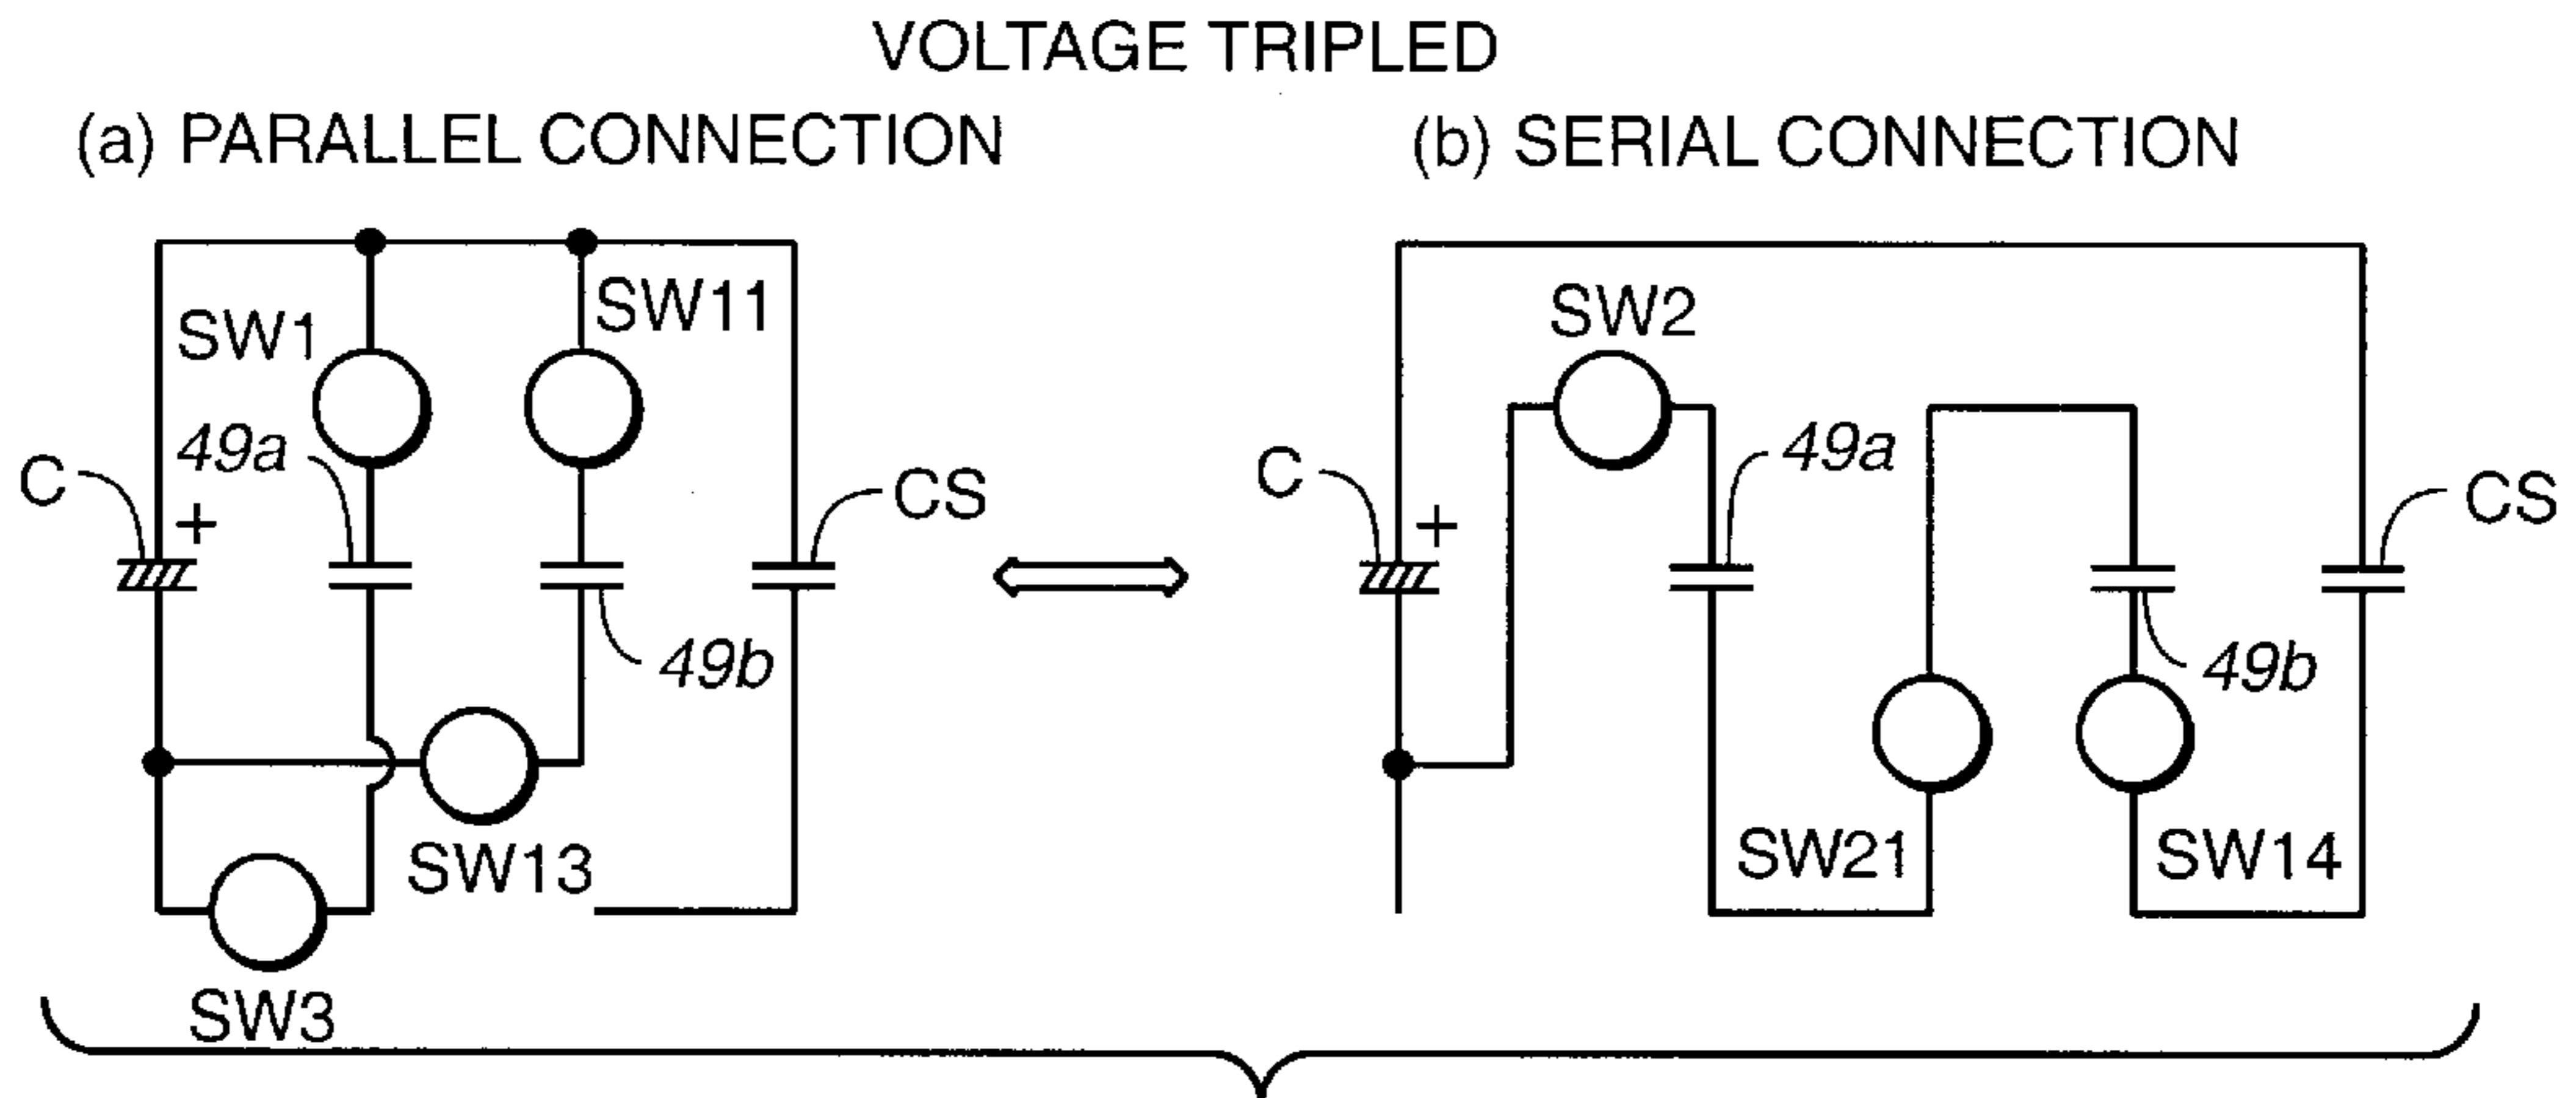 VOLTAGE TRIPLED
(a) PARALLEL CONNECTION
SW1
SW11
49a
C
+
CS
49b
SW13
SW3
(b) SERIAL CONNECTION
SW2
49a
C
+
CS
49b
SW21
SW14